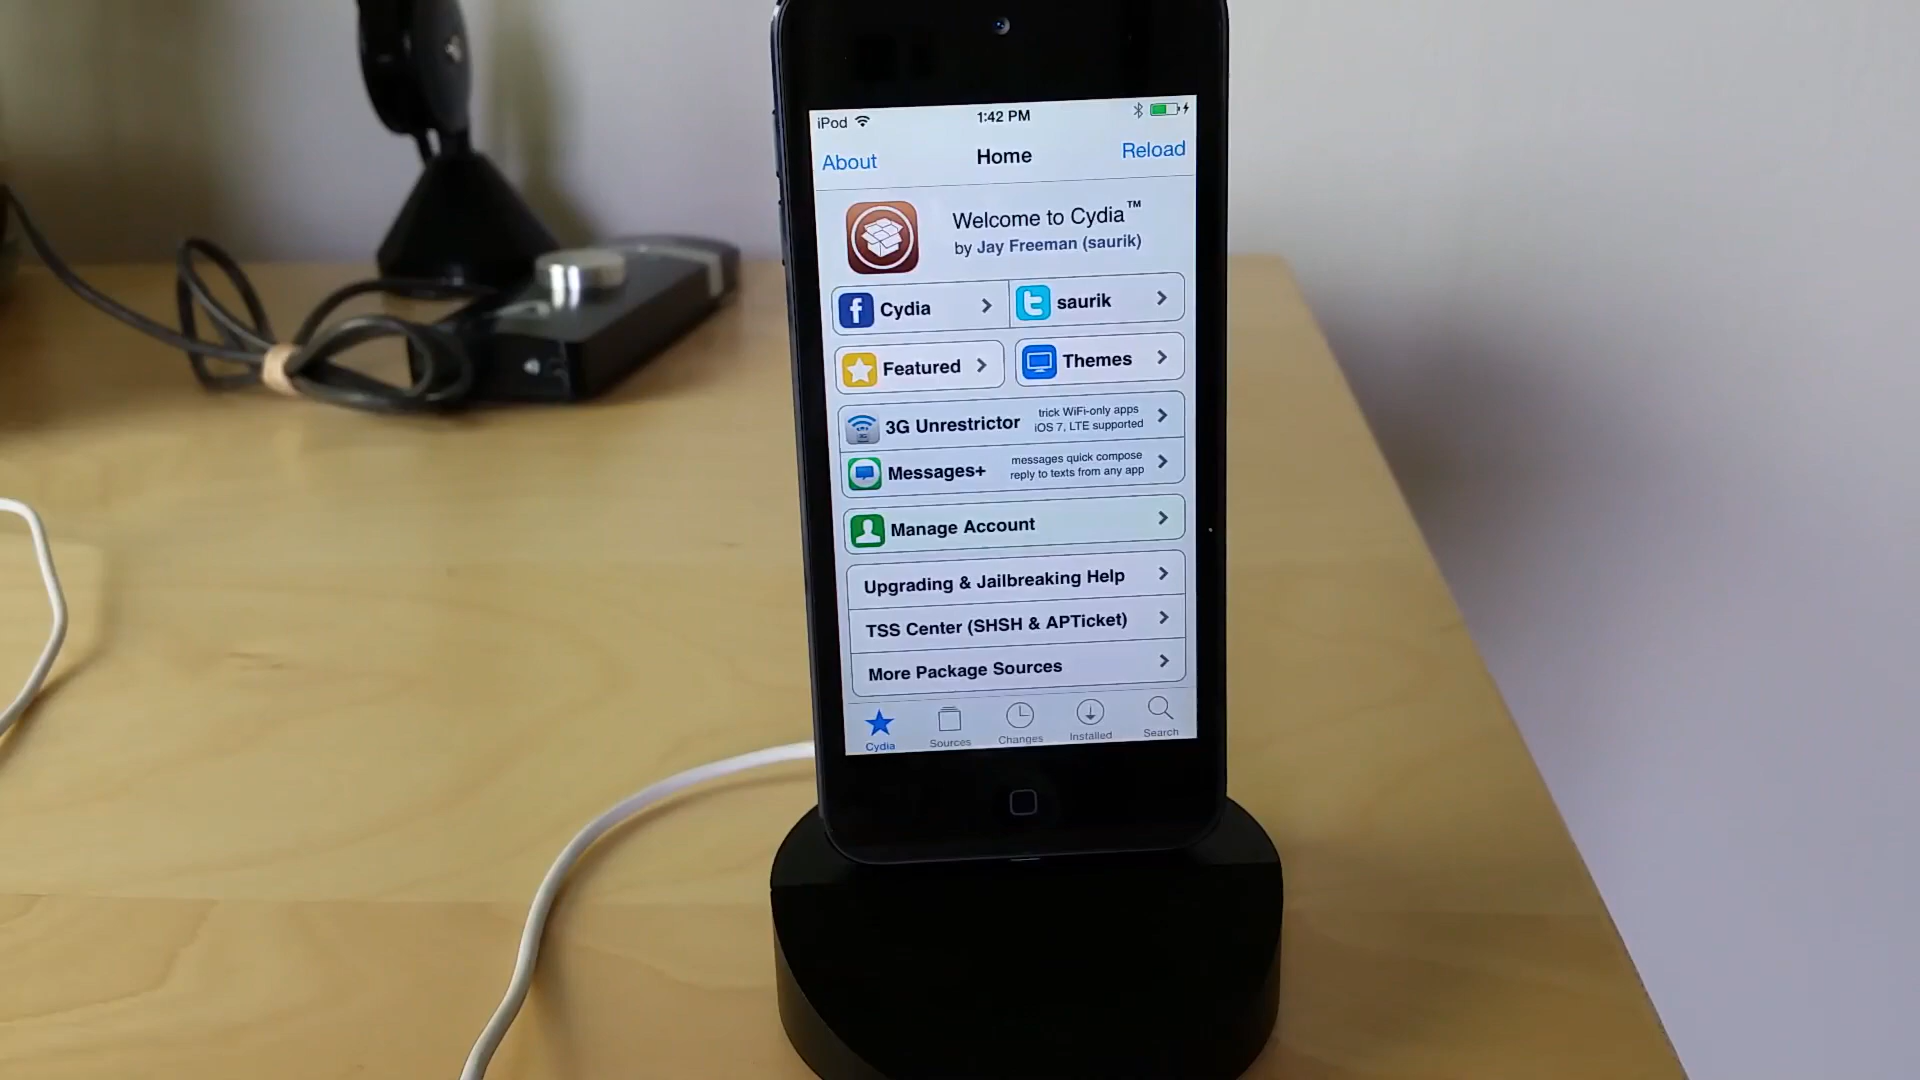 iPod 1:42 PM
About Home Reload
Welcome to Cydia™
by Jay Freeman (saurik)
Cydia saurik
Featured Themes
3G Unrestrictor trick WiFi-only apps
iOS 7, LTE supported
Messages+ messages quick compose
reply to texts from any app
Manage Account
Upgrading & Jailbreaking Help
TSS Center (SHSH & APTicket)
More Package Sources
Cydia Sources Changes Installed Search